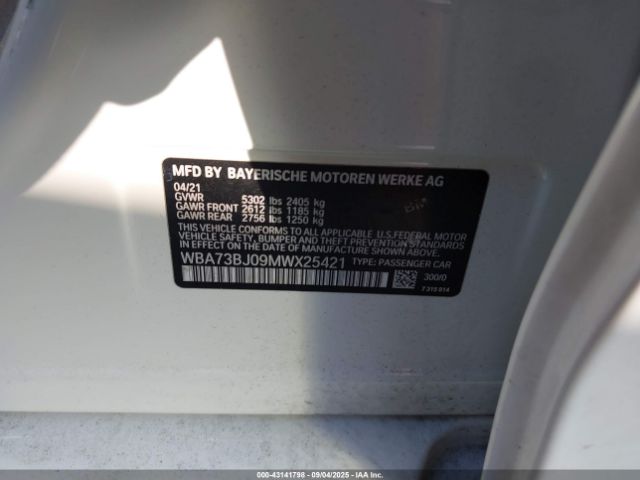 MFD BY BAYERISCHE MOTOREN WERKE AG
04/21
GVWR 5302 lbs 2405 kg
GAWR FRONT 2612 lbs 1185 kg
GAWR REAR 2756 lbs 1250 kg
THIS VEHICLE CONFORMS TO ALL APPLICABLE U.S. FEDERAL MOTOR
VEHICLE SAFETY, BUMPER AND THEFT PREVENTION STANDARDS
IN EFFECT ON THE DATE OF MANUFACTURE SHOWN ABOVE.
WBA73BJ09MWX25421 TYPE: PASSENGER CAR
300/0
7 315 014
000-43141798 - 09/04/2025 - IAA Inc.